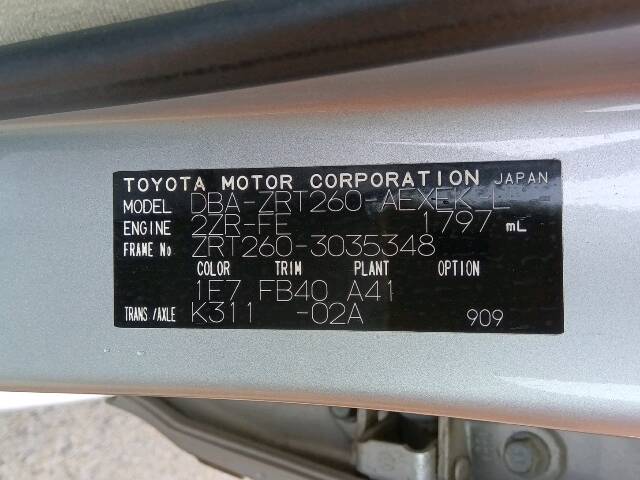 TOYOTA MOTOR CORPORATION JAPAN
MODEL DBA-ZRT260-AEXEK L
ENGINE 2ZR-FE 1797 mL
FRAME No ZRT260-3035348
COLOR TRIM PLANT OPTION
1E7 FB40 A41
TRANS/AXLE K311 -02A 909